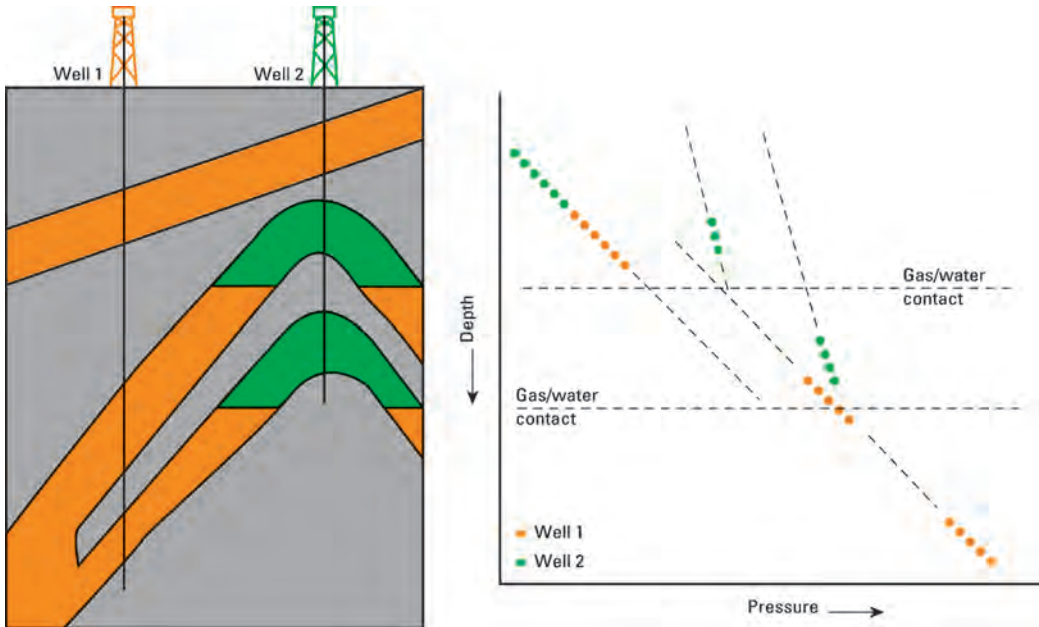 Well 1
Well 2
Depth
Gas/water
contact
Gas/water
contact
Well 1
Well 2
Pressure